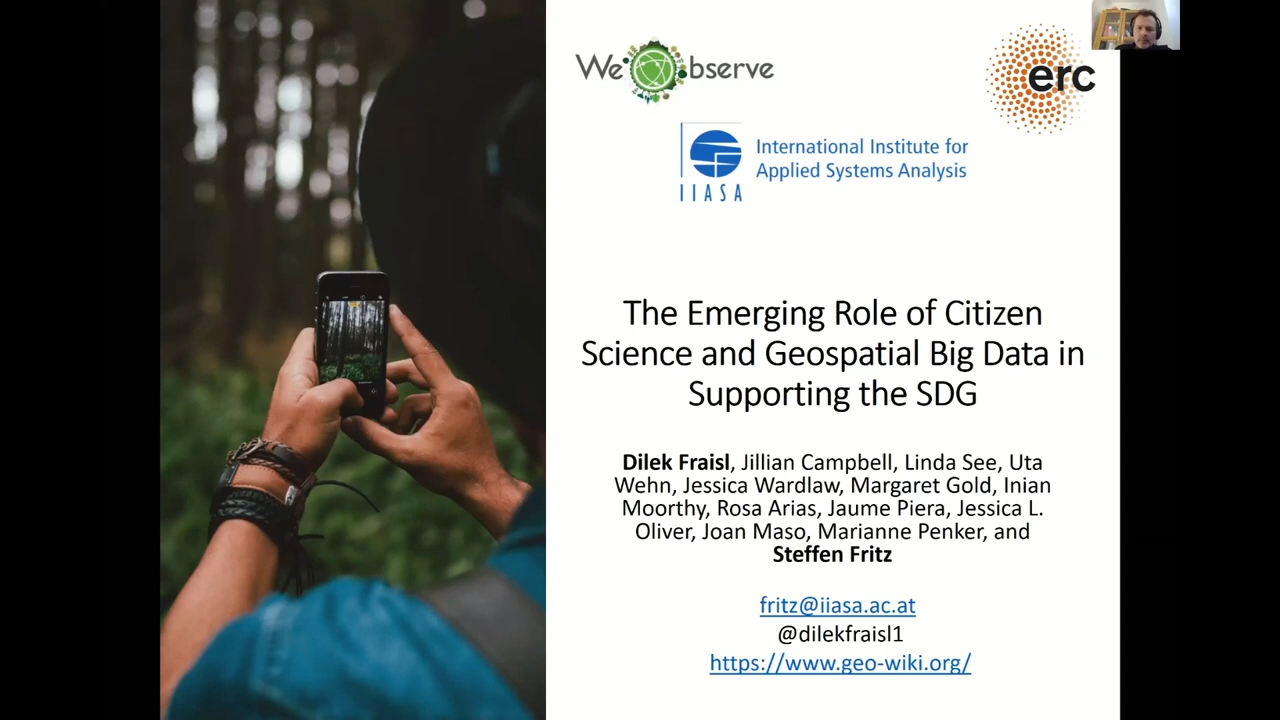 We bserve
erc
IIASA
International Institute for
Applied Systems Analysis
The Emerging Role of Citizen
Science and Geospatial Big Data in
Supporting the SDG
Dilek Fraisl, Jillian Campbell, Linda See, Uta
Wehn, Jessica Wardlaw, Margaret Gold, Inian
Moorthy, Rosa Arias, Jaume Piera, Jessica L.
Oliver, Joan Maso, Marianne Penker, and
Steffen Fritz
fritz@iiasa.ac.at
@dilekfraisl1
https://www.geo-wiki.org/